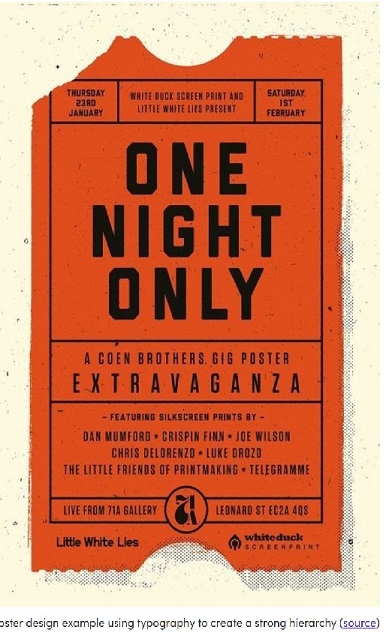 THURSDAY
23RD
JANUARY
WHITE DUCK SCREEN PRINT AND
LITTLE WHITE LIES PRESENT
SATURDAY,
1ST
FEBRUARY
ONE
NIGHT
ONLY
A COEN BROTHERS. GIG POSTER
EXTRAVAGANZA
– FEATURING SILKSCREEN PRINTS BY –
DAN MUMFORD • CRISPIN FINN • JOE WILSON
CHRIS DELORENZO • LUKE DROZD
THE LITTLE FRIENDS OF PRINTMAKING • TELEGRAMME
LIVE FROM 71A GALLERY
71A
LEONARD ST EC2A 4QS
Little White Lies
whiteduck
SCREENPRINT
oster design example using typography to create a strong hierarchy (source)